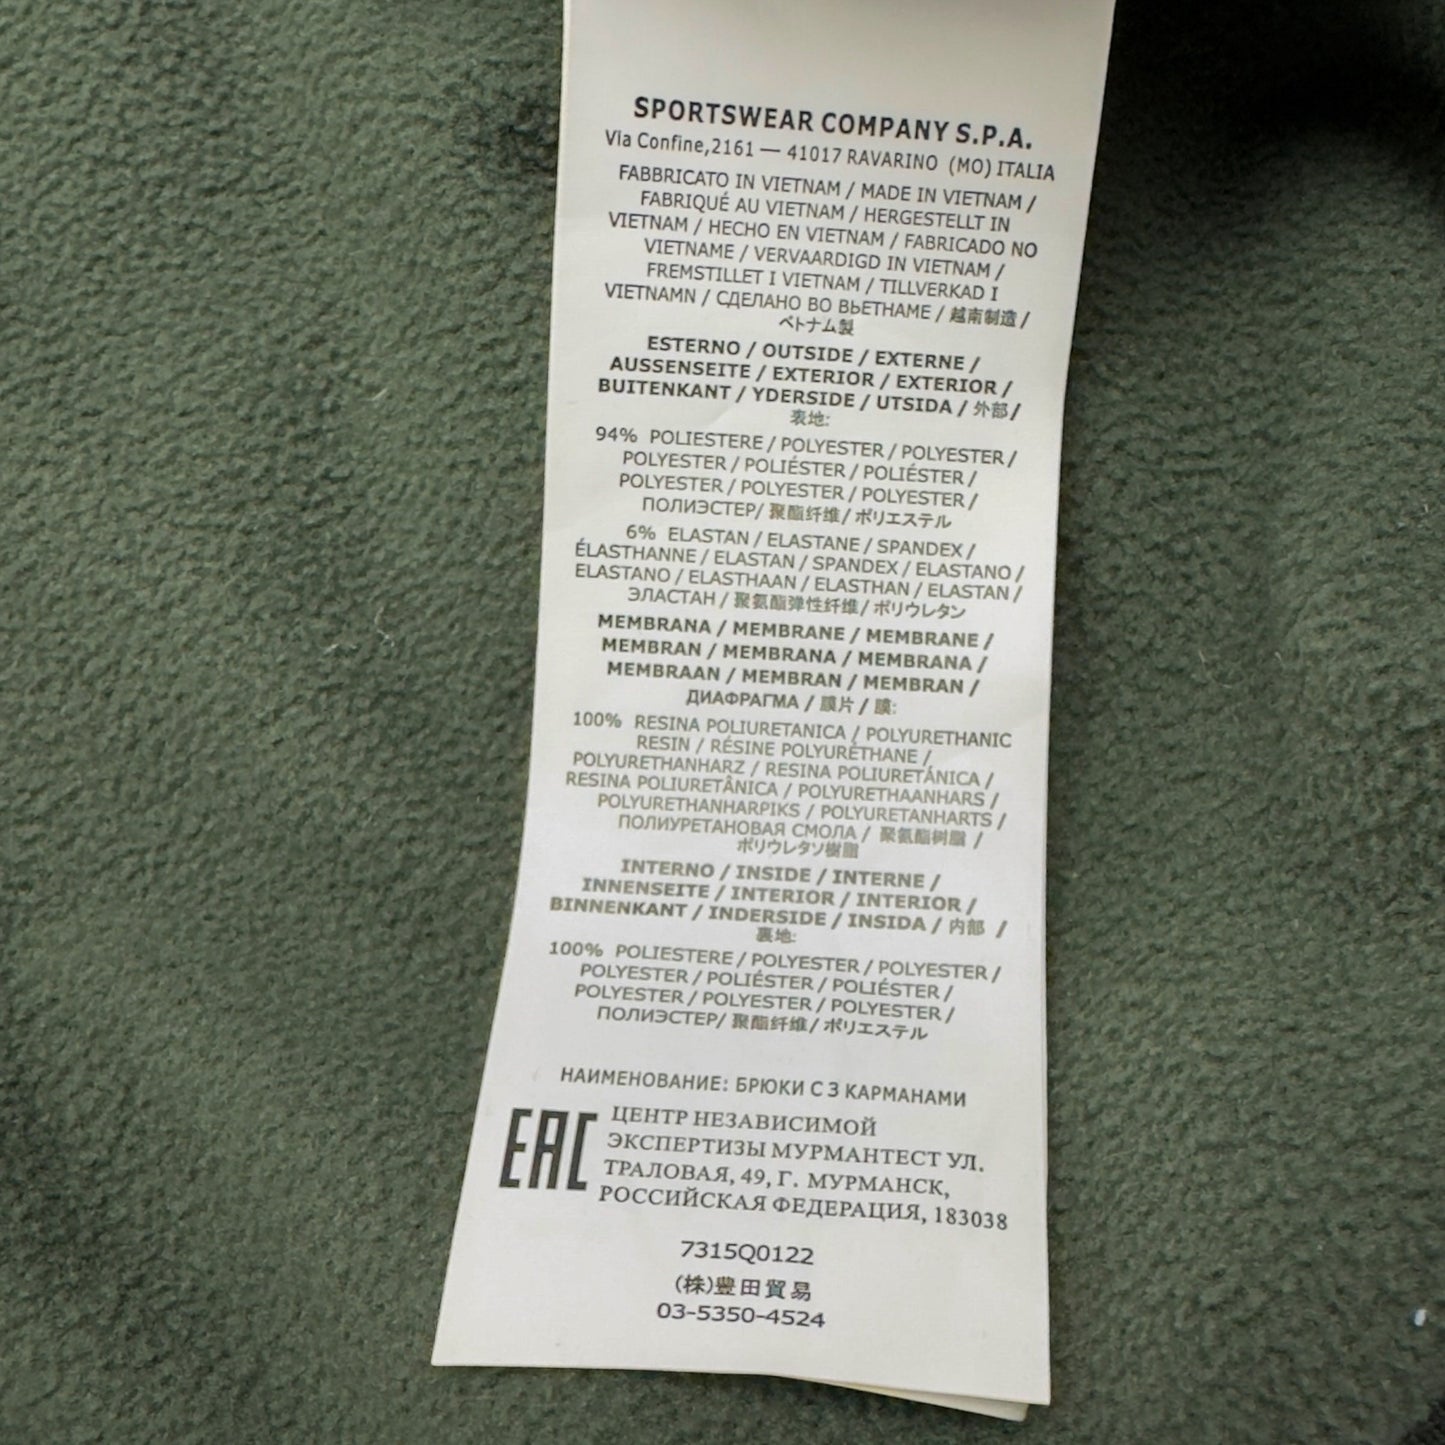 SPORTSWEAR COMPANY S.P.A.
Via Confine,2161 — 41017 RAVARINO (MO) ITALIA
FABBRICATO IN VIETNAM / MADE IN VIETNAM /
FABRIQUÉ AU VIETNAM / HERGESTELLT IN
VIETNAM / HECHO EN VIETNAM / FABRICADO NO
VIETNAME / VERVAARDIGD IN VIETNAM /
FREMSTILLET I VIETNAM / TILLVERKAD I
VIETNAMN / СДЕЛАНО ВО ВЬЕТНАМЕ / 越南制造 /
ベトナム製
ESTERNO / OUTSIDE / EXTERNE /
AUSSENSEITE / EXTERIOR / EXTERIOR /
BUITENKANT / YDERSIDE / UTSIDA / 外部 /
表地:
94% POLIESTERE / POLYESTER / POLYESTER /
POLYESTER / POLIÉSTER / POLIÉSTER /
POLYESTER / POLYESTER / POLYESTER /
ПОЛИЭСТЕР/ 聚酯纤维/ ポリエステル
6% ELASTAN / ELASTANE / SPANDEX /
ÉLASTHANNE / ELASTAN / SPANDEX / ELASTANO /
ELASTANO / ELASTHAAN / ELASTHAN / ELASTAN /
ЭЛАСТАН / 聚氨酯弹性纤维/ ポリウレタン
MEMBRANA / MEMBRANE / MEMBRANE /
MEMBRAN / MEMBRANA / MEMBRANA /
MEMBRAAN / MEMBRAN / MEMBRAN /
ДИАФРАГМА / 膜片 / 膜:
100% RESINA POLIURETANICA / POLYURETHANIC
RESIN / RÉSINE POLYURÉTHANE /
POLYURETHANHARZ / RESINA POLIURETÁNICA /
RESINA POLIURETÂNICA / POLYURETHAANHARS /
POLYURETHANHARPIKS / POLYURETANHARTS /
ПОЛИУРЕТАНОВАЯ СМОЛА / 聚氨酯树脂 /
ポリウレタソ樹脂
INTERNO / INSIDE / INTERNE /
INNENSEITE / INTERIOR / INTERIOR /
BINNENKANT / INDERSIDE / INSIDA / 内部 /
裏地:
100% POLIESTERE / POLYESTER / POLYESTER /
POLYESTER / POLIÉSTER / POLIÉSTER /
POLYESTER / POLYESTER / POLYESTER /
ПОЛИЭСТЕР/ 聚酯纤维/ ポリエステル
НАИМЕНОВАНИЕ: БРЮКИ С 3 КАРМАНАМИ
EAC
ЦЕНТР НЕЗАВИСИМОЙ
ЭКСПЕРТИЗЫ МУРМАНТЕСТ УЛ.
ТРАЛОВАЯ, 49, Г. МУРМАНСК,
РОССИЙСКАЯ ФЕДЕРАЦИЯ, 183038
7315Q0122
(株)豊田貿易
03-5350-4524